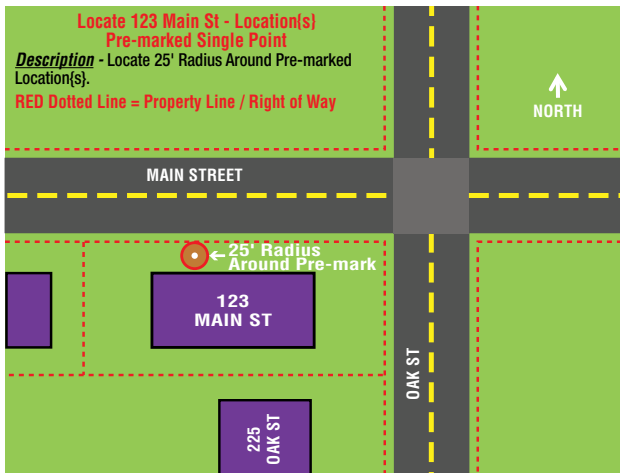 Locate 123 Main St - Location{s}
Pre-marked Single Point
Description - Locate 25' Radius Around Pre-marked
Location{s}.
RED Dotted Line = Property Line / Right of Way
NORTH
MAIN STREET
25' Radius
Around Pre-mark
123
MAIN ST
OAK ST
225
OAK ST